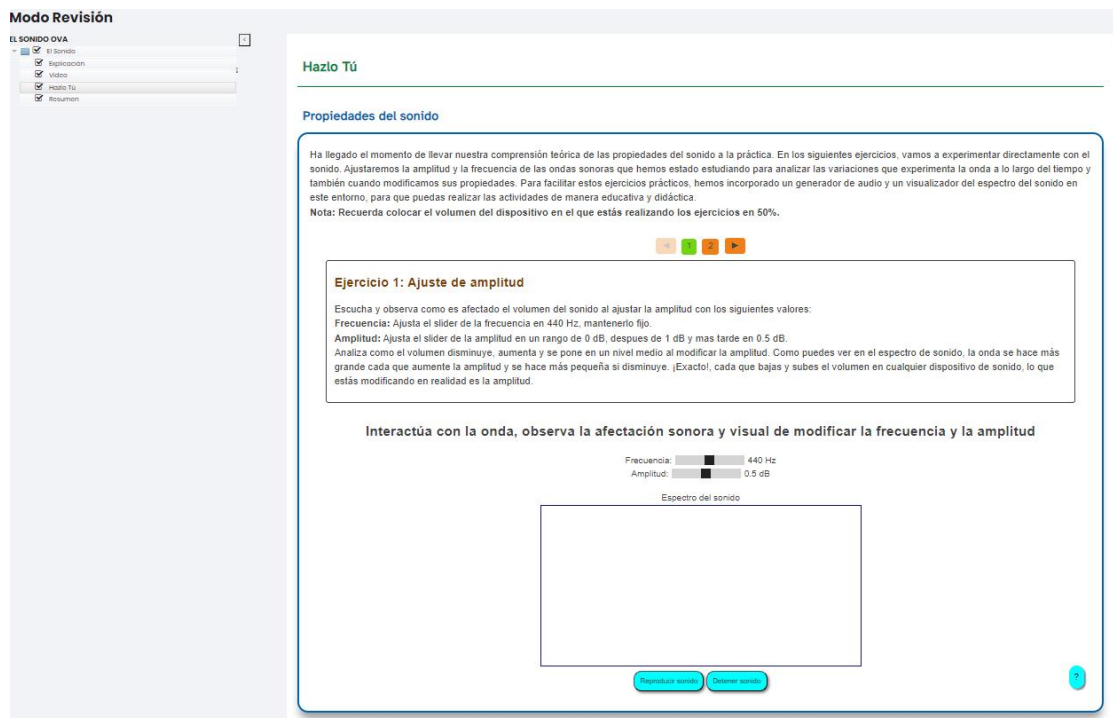 Modo Revisión
EL SONIDO OVA
El Sonido
Explicación
Video
Hazlo Tú
Resumen
Hazlo Tú
Propiedades del sonido
Ha llegado el momento de llevar nuestra comprensión teórica de las propiedades del sonido a la práctica. En los siguientes ejercicios, vamos a experimentar directamente con el
sonido. Ajustaremos la amplitud y la frecuencia de las ondas sonoras que hemos estado estudiando para analizar las variaciones que experimenta la onda a lo largo del tiempo y
también cuando modificamos sus propiedades. Para facilitar estos ejercicios prácticos, hemos incorporado un generador de audio y un visualizador del espectro del sonido en
este entorno, para que puedas realizar las actividades de manera educativa y didáctica.
Nota: Recuerda colocar el volumen del dispositivo en el que estás realizando los ejercicios en 50%.
1 2
Ejercicio 1: Ajuste de amplitud
Escucha y observa como es afectado el volumen del sonido al ajustar la amplitud con los siguientes valores:
Frecuencia: Ajusta el slider de la frecuencia en 440 Hz, mantenerlo fijo.
Amplitud: Ajusta el slider de la amplitud en un rango de 0 dB, despues de 1 dB y mas tarde en 0.5 dB.
Analiza como el volumen disminuye, aumenta y se pone en un nivel medio al modificar la amplitud. Como puedes ver en el espectro de sonido, la onda se hace más
grande cada que aumente la amplitud y se hace más pequeña si disminuye. ¡Exacto!, cada que bajas y subes el volumen en cualquier dispositivo de sonido, lo que
estás modificando en realidad es la amplitud.
Interactúa con la onda, observa la afectación sonora y visual de modificar la frecuencia y la amplitud
Frecuencia: 440 Hz
Amplitud: 0.5 dB
Espectro del sonido
Reproducir sonido Detener sonido
?